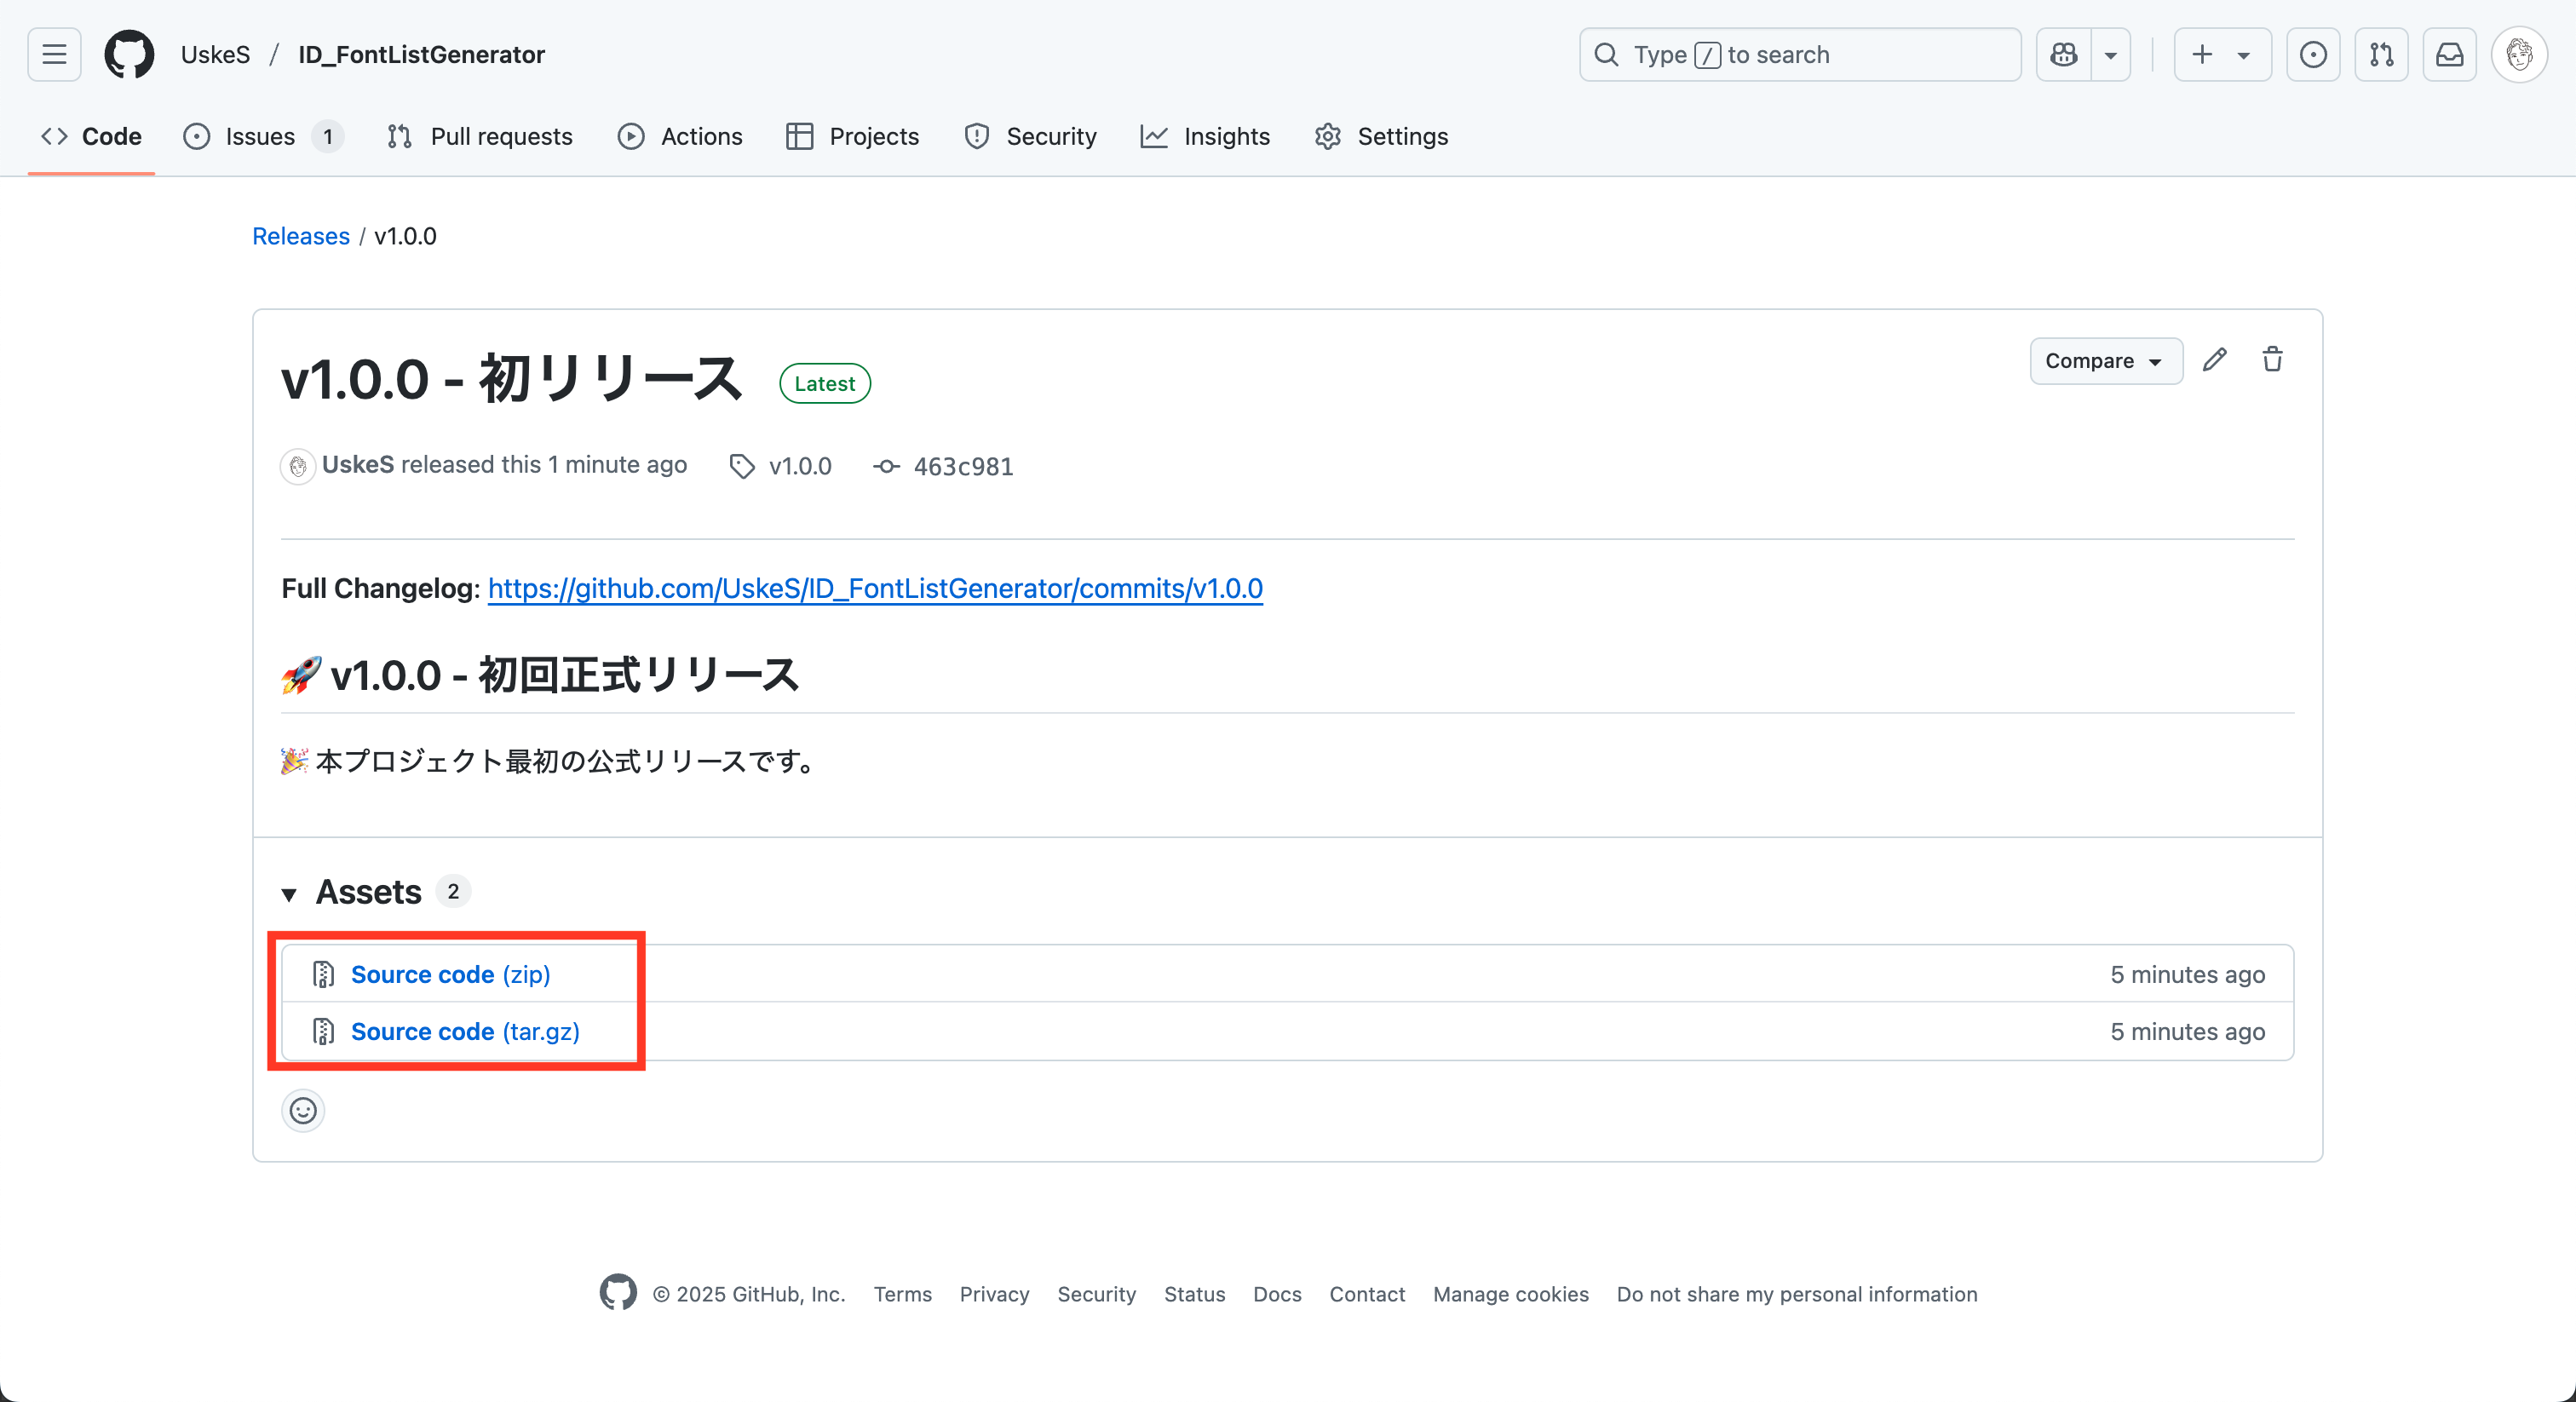 UskeS / ID_FontListGenerator
Type / to search
Code
Issues 1
Pull requests
Actions
Projects
Security
Insights
Settings
Releases / v1.0.0
v1.0.0 - 初リリース
Latest
Compare
UskeS released this 1 minute ago
v1.0.0
463c981
Full Changelog: https://github.com/UskeS/ID_FontListGenerator/commits/v1.0.0
🚀 v1.0.0 - 初回正式リリース
🎉 本プロジェクト最初の公式リリースです。
Assets 2
Source code (zip)
5 minutes ago
Source code (tar.gz)
5 minutes ago
© 2025 GitHub, Inc.
Terms
Privacy
Security
Status
Docs
Contact
Manage cookies
Do not share my personal information